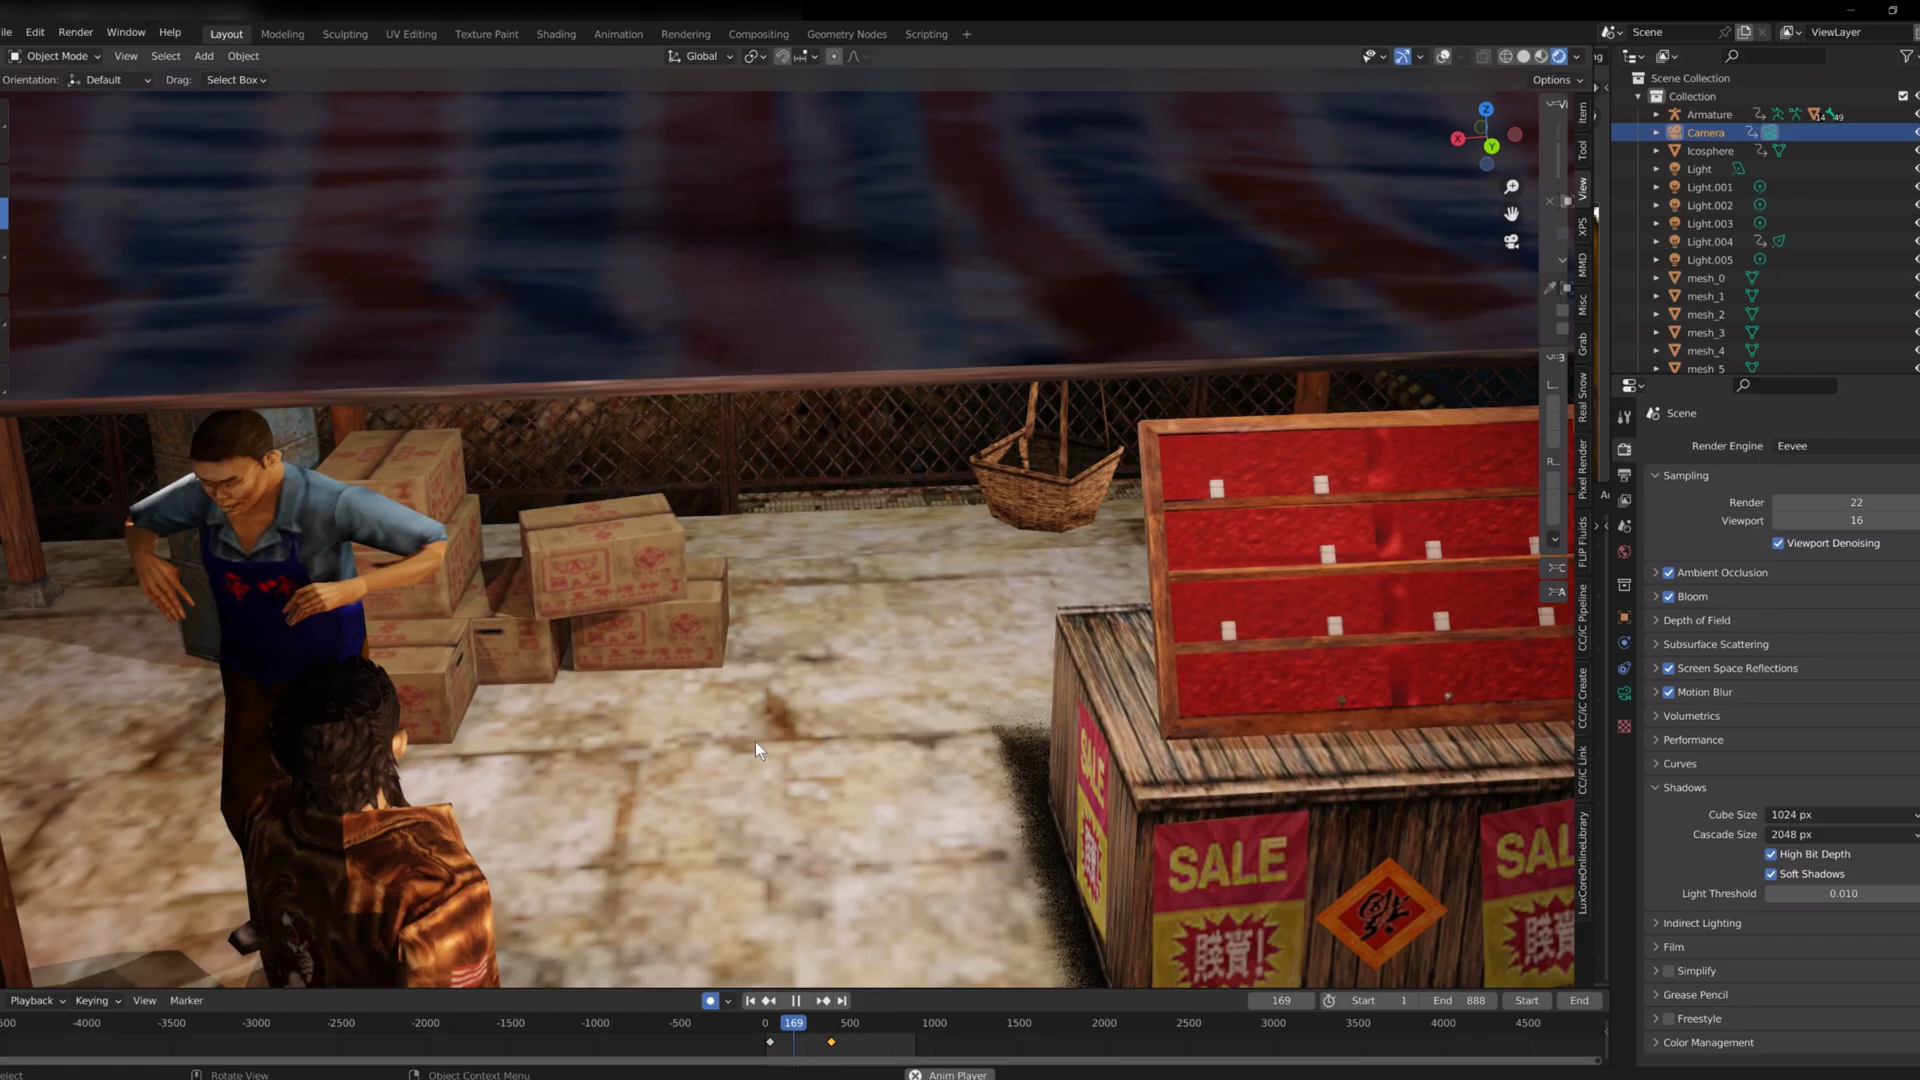 ile Edit Render Window Help Layout Modeling Sculpting UV Editing Texture Paint Shading Animation Rendering Compositing Geometry Nodes Scripting +
Scene ViewLayer
Object Mode View Select Add Object Global
Orientation: Default Drag: Select Box Options
Scene Collection
Collection
Armature 14 49
Camera
Icosphere
Light
Light.001
Light.002
Light.003
Light.004
Light.005
mesh_0
mesh_1
mesh_2
mesh_3
mesh_4
mesh_5
Z
X
Y
Item
Tool
View
XPS
MMD
Misc
Grab
Real Snow
Pixel Render
FLIP Fluids
CC/iC Pipeline
CC/iC Create
CC/iC Link
LuxCoreOnlineLibrary
Scene
Render Engine Eevee
Sampling
Render 22
Viewport 16
Viewport Denoising
Ambient Occlusion
Bloom
Depth of Field
Subsurface Scattering
Screen Space Reflections
Motion Blur
Volumetrics
Performance
Curves
Shadows
Cube Size 1024 px
Cascade Size 2048 px
High Bit Depth
Soft Shadows
Light Threshold 0.010
Indirect Lighting
Film
Simplify
Grease Pencil
Freestyle
Color Management
SALE
SALE
SAL
Playback Keying View Marker 169 Start 1 End 888 Start End
-4000 -3500 -3000 -2500 -2000 -1500 -1000 -500 0 169 500 1000 1500 2000 2500 3000 3500 4000 4500
elect Rotate View Object Context Menu Anim Player